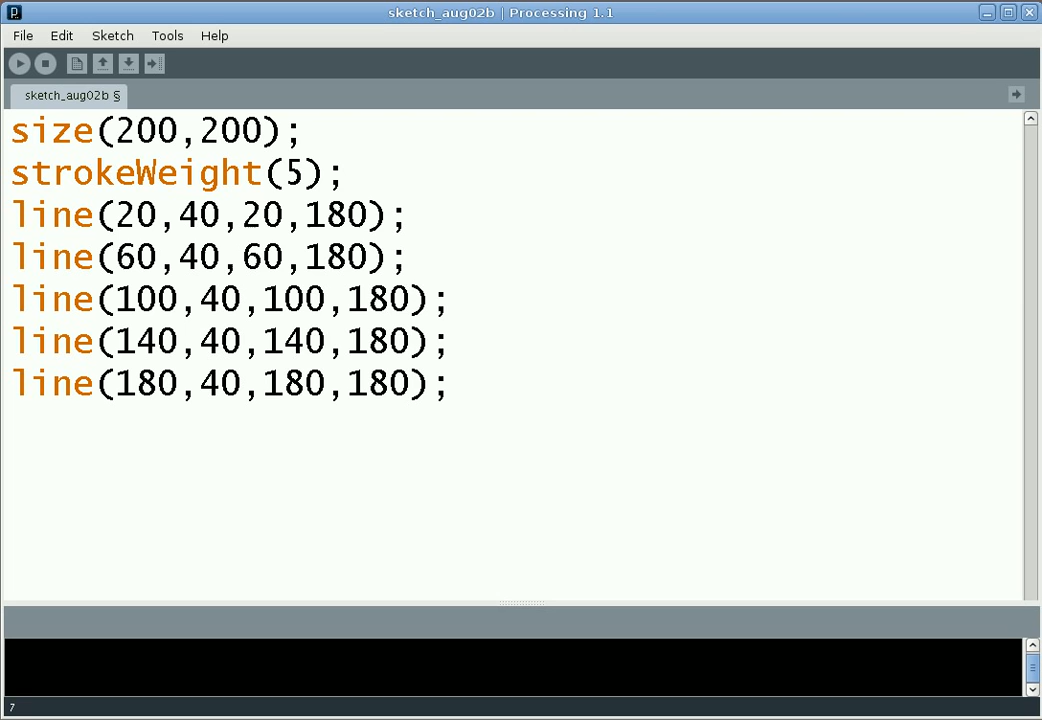 sketch_aug02b | Processing 1.1
File Edit Sketch Tools Help
sketch_aug02b §
size(200,200);
strokeWeight(5);
line(20,40,20,180);
line(60,40,60,180);
line(100,40,100,180);
line(140,40,140,180);
line(180,40,180,180);
7